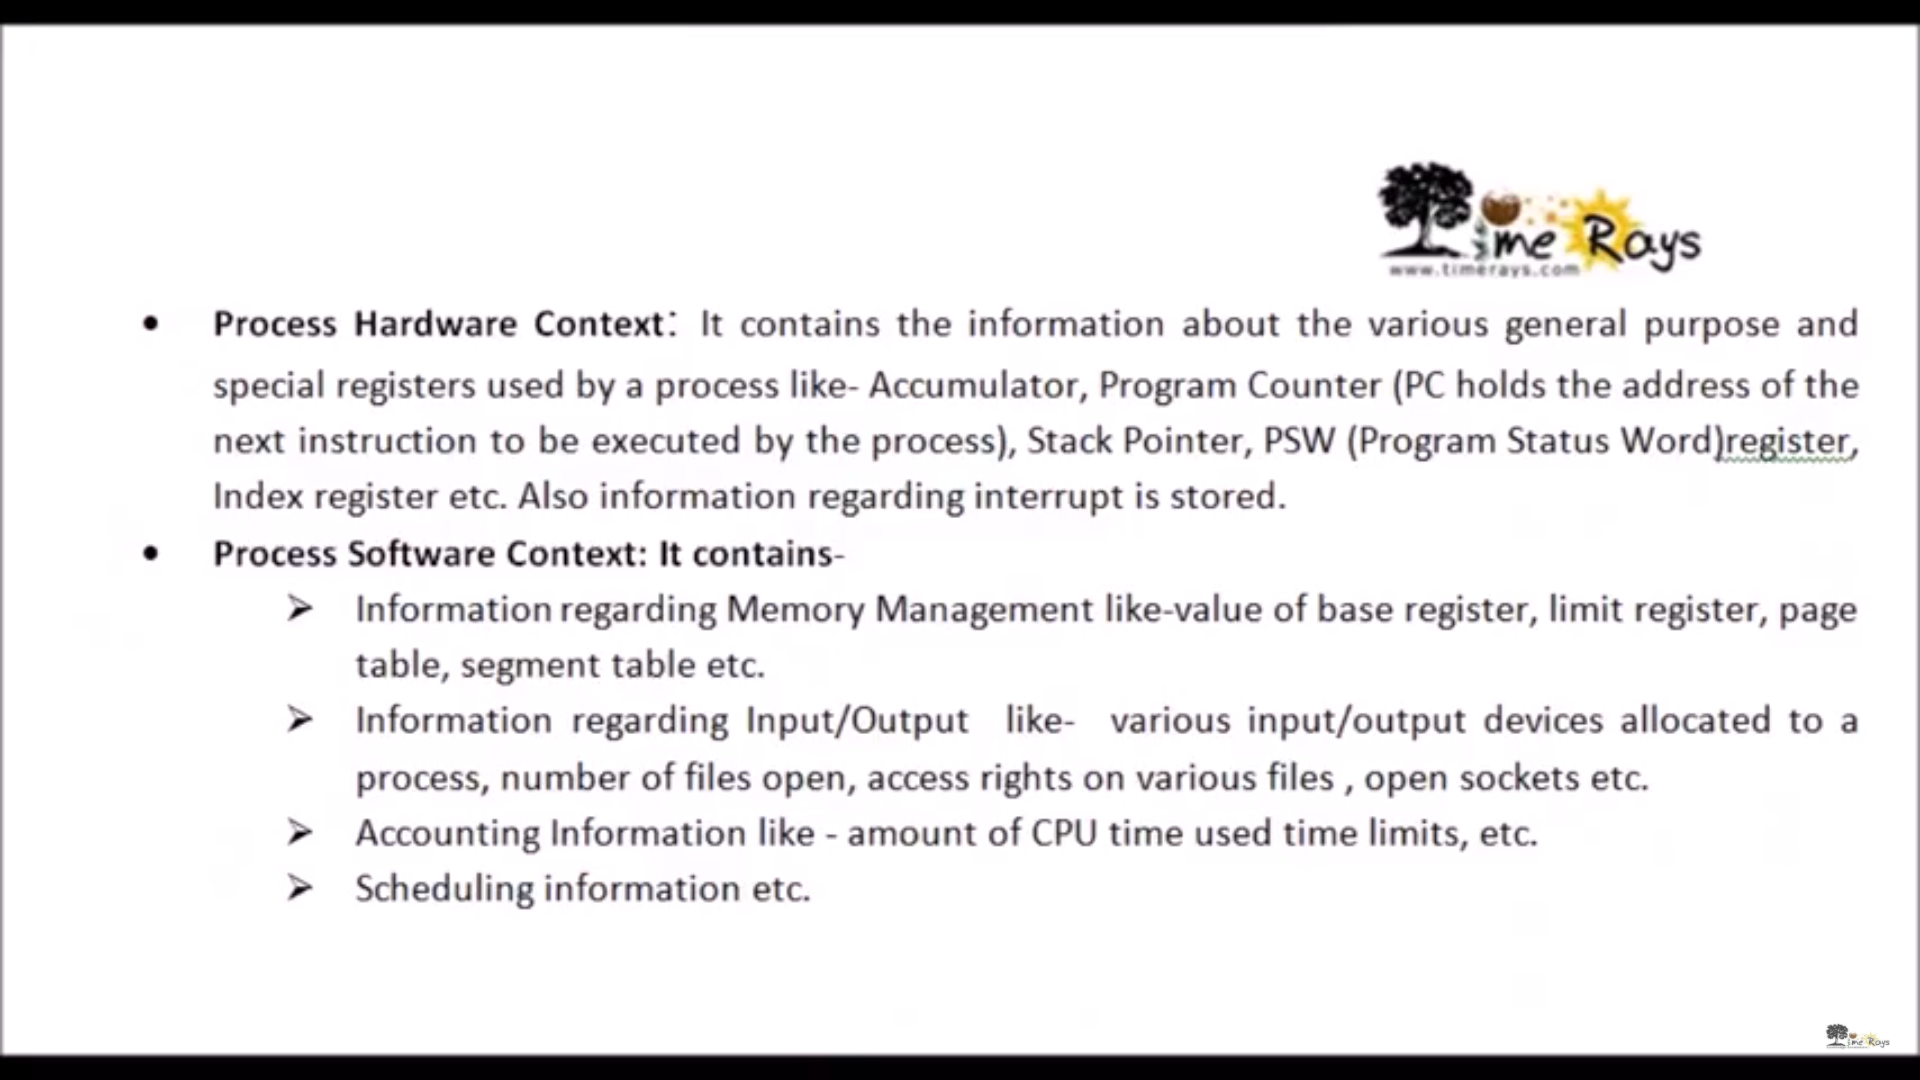 Time Rays
www.timerays.com
• Process Hardware Context: It contains the information about the various general purpose and
special registers used by a process like- Accumulator, Program Counter (PC holds the address of the
next instruction to be executed by the process), Stack Pointer, PSW (Program Status Word)register,
Index register etc. Also information regarding interrupt is stored.
• Process Software Context: It contains-
➢ Information regarding Memory Management like-value of base register, limit register, page
table, segment table etc.
➢ Information regarding Input/Output like- various input/output devices allocated to a
process, number of files open, access rights on various files , open sockets etc.
➢ Accounting Information like - amount of CPU time used time limits, etc.
➢ Scheduling information etc.
Time Rays